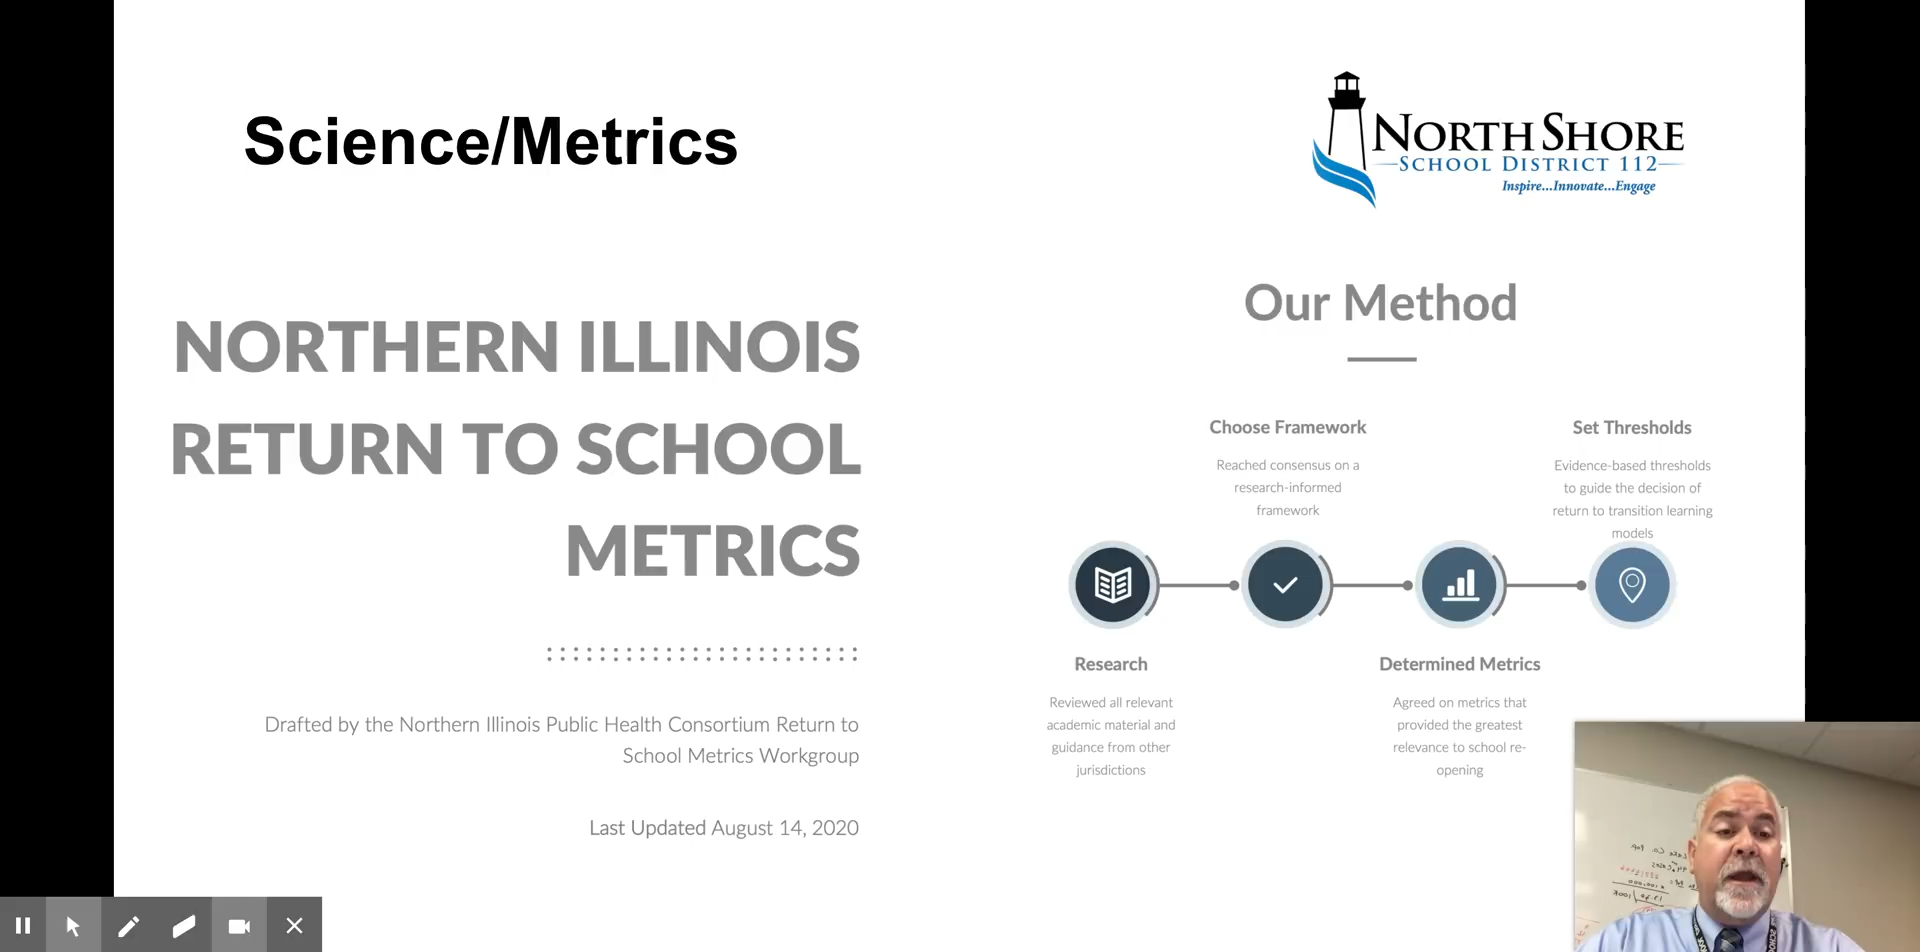 Science/Metrics
NORTH SHORE
SCHOOL DISTRICT 112
Inspire...Innovate...Engage
NORTHERN ILLINOIS
RETURN TO SCHOOL
METRICS
Drafted by the Northern Illinois Public Health Consortium Return to
School Metrics Workgroup
Last Updated August 14, 2020
Our Method
Choose Framework
Reached consensus on a
research-informed
framework
Set Thresholds
Evidence-based thresholds
to guide the decision of
return to transition learning
models
Research
Reviewed all relevant
academic material and
guidance from other
jurisdictions
Determined Metrics
Agreed on metrics that
provided the greatest
relevance to school re-
opening